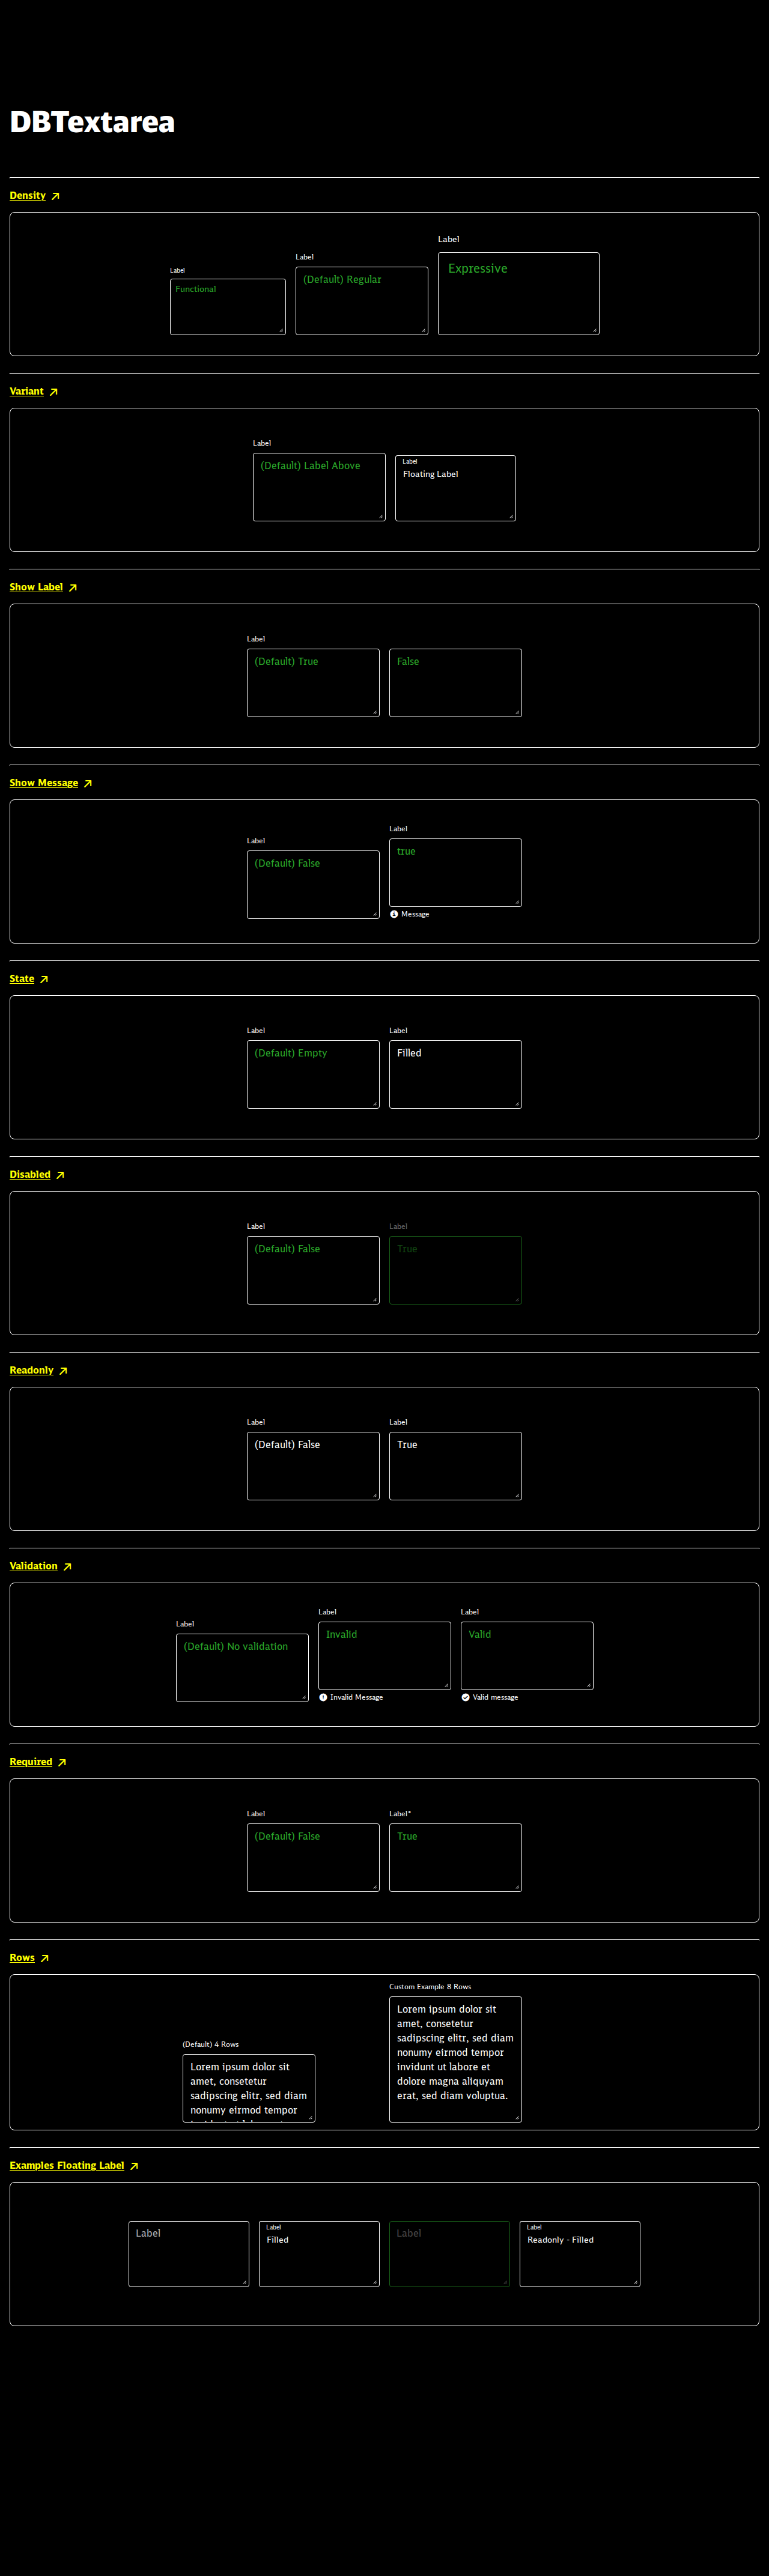 DBTextarea
Density
Label
Functional
Label
(Default) Regular
Label
Expressive
Variant
Label
(Default) Label Above
Label
Floating Label
Show Label
Label
(Default) True
False
Show Message
Label
(Default) False
Label
true
Message
State
Label
(Default) Empty
Label
Filled
Disabled
Label
(Default) False
Label
True
Readonly
Label
(Default) False
Label
True
Validation
Label
(Default) No validation
Label
Invalid
Invalid Message
Label
Valid
Valid message
Required
Label
(Default) False
Label*
True
Rows
(Default) 4 Rows
Lorem ipsum dolor sit
amet, consetetur
sadipscing elitr, sed diam
nonumy eirmod tempor
Custom Example 8 Rows
Lorem ipsum dolor sit
amet, consetetur
sadipscing elitr, sed diam
nonumy eirmod tempor
invidunt ut labore et
dolore magna aliquyam
erat, sed diam voluptua.
Examples Floating Label
Label
Label
Filled
Label
Label
Readonly - Filled